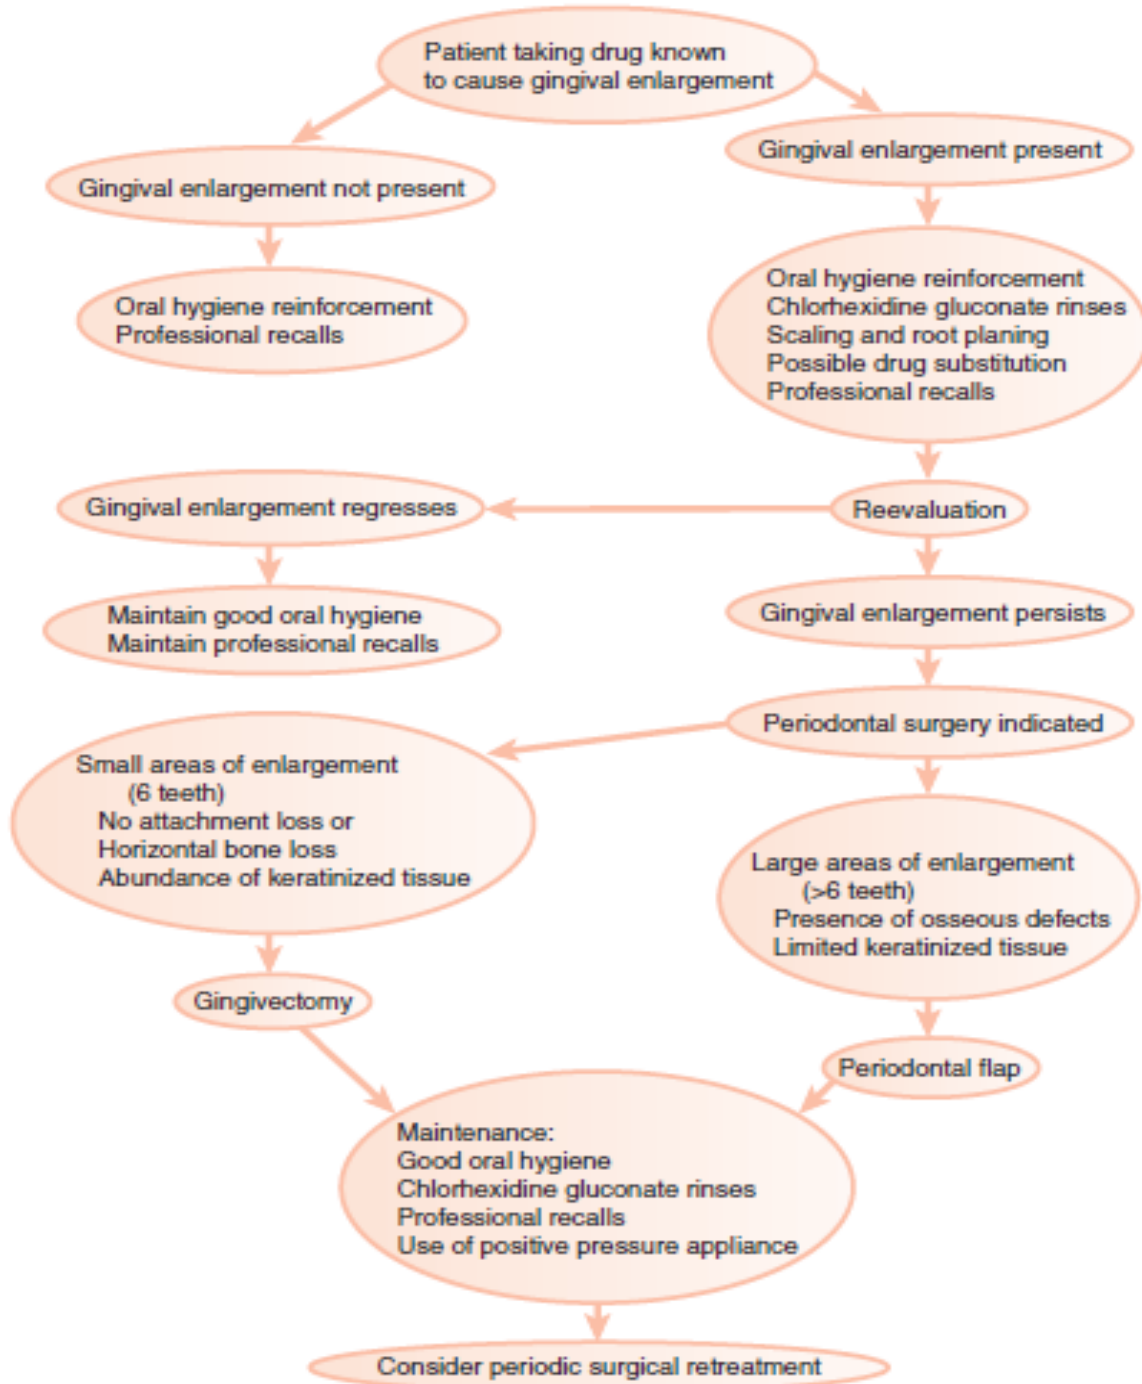 Patient taking drug known
to cause gingival enlargement
Gingival enlargement not present
Gingival enlargement present
Oral hygiene reinforcement
Professional recalls
Oral hygiene reinforcement
Chlorhexidine gluconate rinses
Scaling and root planing
Possible drug substitution
Professional recalls
Gingival enlargement regresses
Reevaluation
Maintain good oral hygiene
Maintain professional recalls
Gingival enlargement persists
Periodontal surgery indicated
Small areas of enlargement
(6 teeth)
No attachment loss or
Horizontal bone loss
Abundance of keratinized tissue
Large areas of enlargement
(>6 teeth)
Presence of osseous defects
Limited keratinized tissue
Gingivectomy
Periodontal flap
Maintenance:
Good oral hygiene
Chlorhexidine gluconate rinses
Professional recalls
Use of positive pressure appliance
Consider periodic surgical retreatment